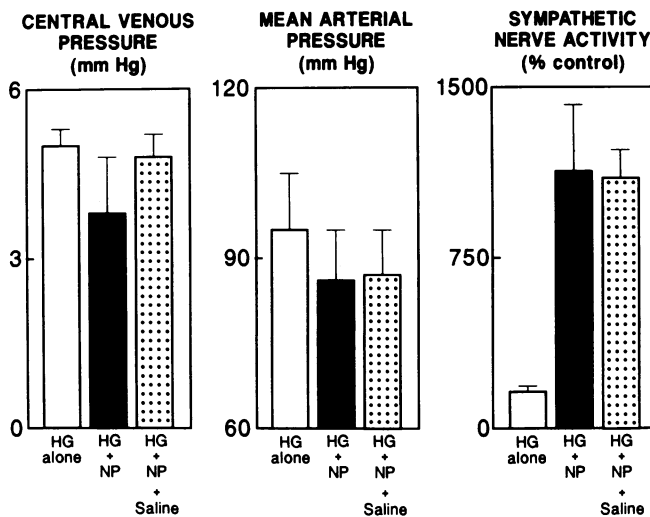 CENTRAL VENOUS
PRESSURE
(mm Hg)
6
3
0
HG
alone
HG
+
NP
HG
+
NP
+
Saline
MEAN ARTERIAL
PRESSURE
(mm Hg)
120
90
60
HG
alone
HG
+
NP
HG
+
NP
+
Saline
SYMPATHETIC
NERVE ACTIVITY
(% control)
1500
750
0
HG
alone
HG
+
NP
HG
+
NP
+
Saline